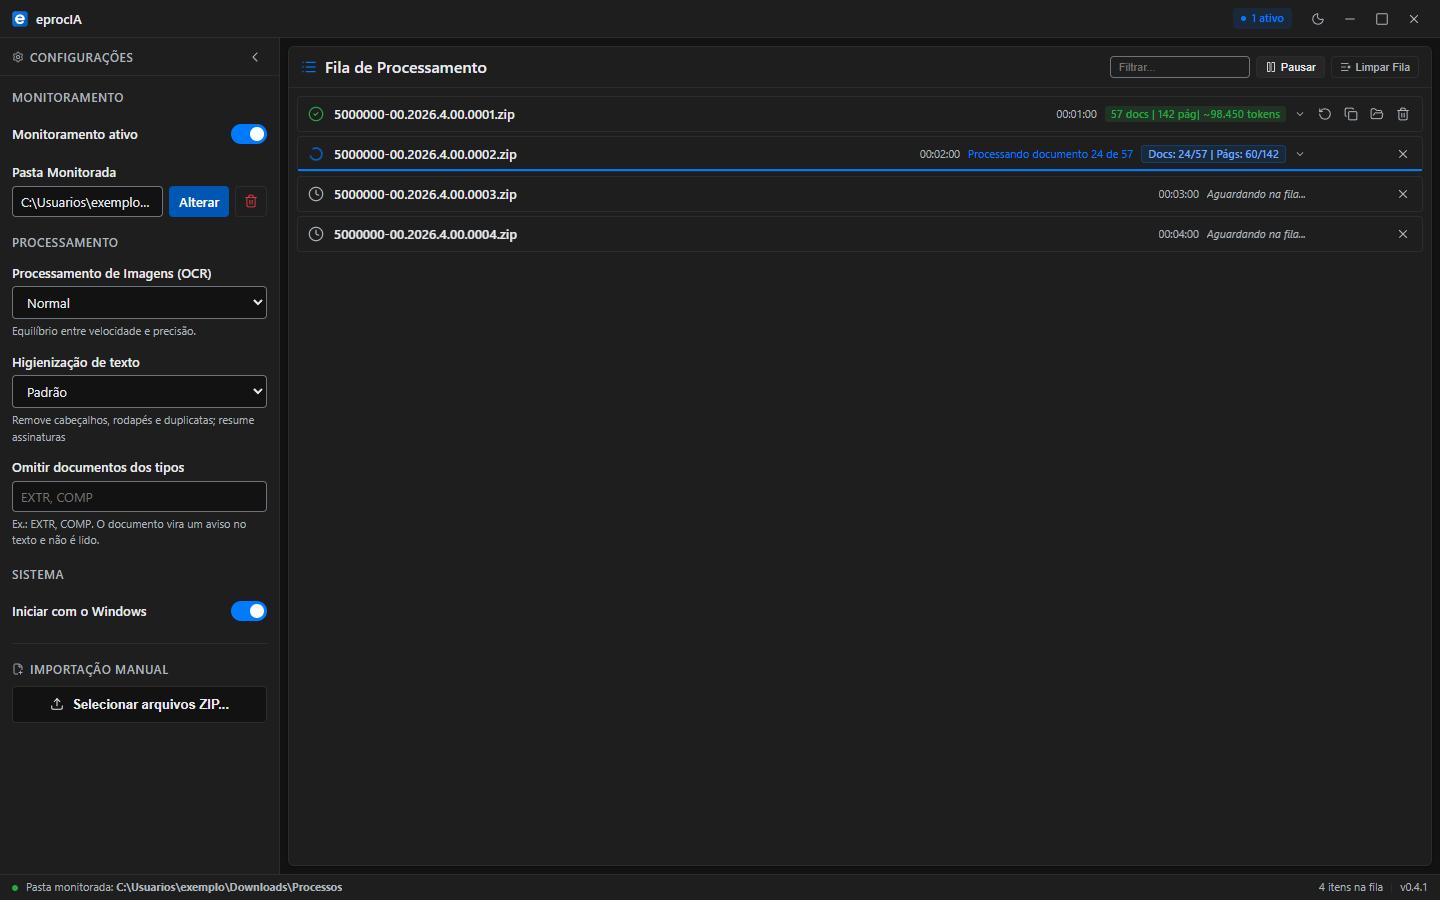 eprocIA
1 ativo
CONFIGURAÇÕES
MONITORAMENTO
Monitoramento ativo
Pasta Monitorada
C:\Usuarios\exemplo...
Alterar
PROCESSAMENTO
Processamento de Imagens (OCR)
Normal
Equilíbrio entre velocidade e precisão.
Higienização de texto
Padrão
Remove cabeçalhos, rodapés e duplicatas; resume
assinaturas
Omitir documentos dos tipos
EXTR, COMP
Ex.: EXTR, COMP. O documento vira um aviso no
texto e não é lido.
SISTEMA
Iniciar com o Windows
IMPORTAÇÃO MANUAL
Selecionar arquivos ZIP...
Fila de Processamento
Filtrar...
Pausar
Limpar Fila
5000000-00.2026.4.00.0001.zip 00:01:00 57 docs | 142 pág| ~98.450 tokens
5000000-00.2026.4.00.0002.zip 00:02:00 Processando documento 24 de 57 Docs: 24/57 | Págs: 60/142
5000000-00.2026.4.00.0003.zip 00:03:00 Aguardando na fila...
5000000-00.2026.4.00.0004.zip 00:04:00 Aguardando na fila...
Pasta monitorada: C:\Usuarios\exemplo\Downloads\Processos
4 itens na fila
v0.4.1